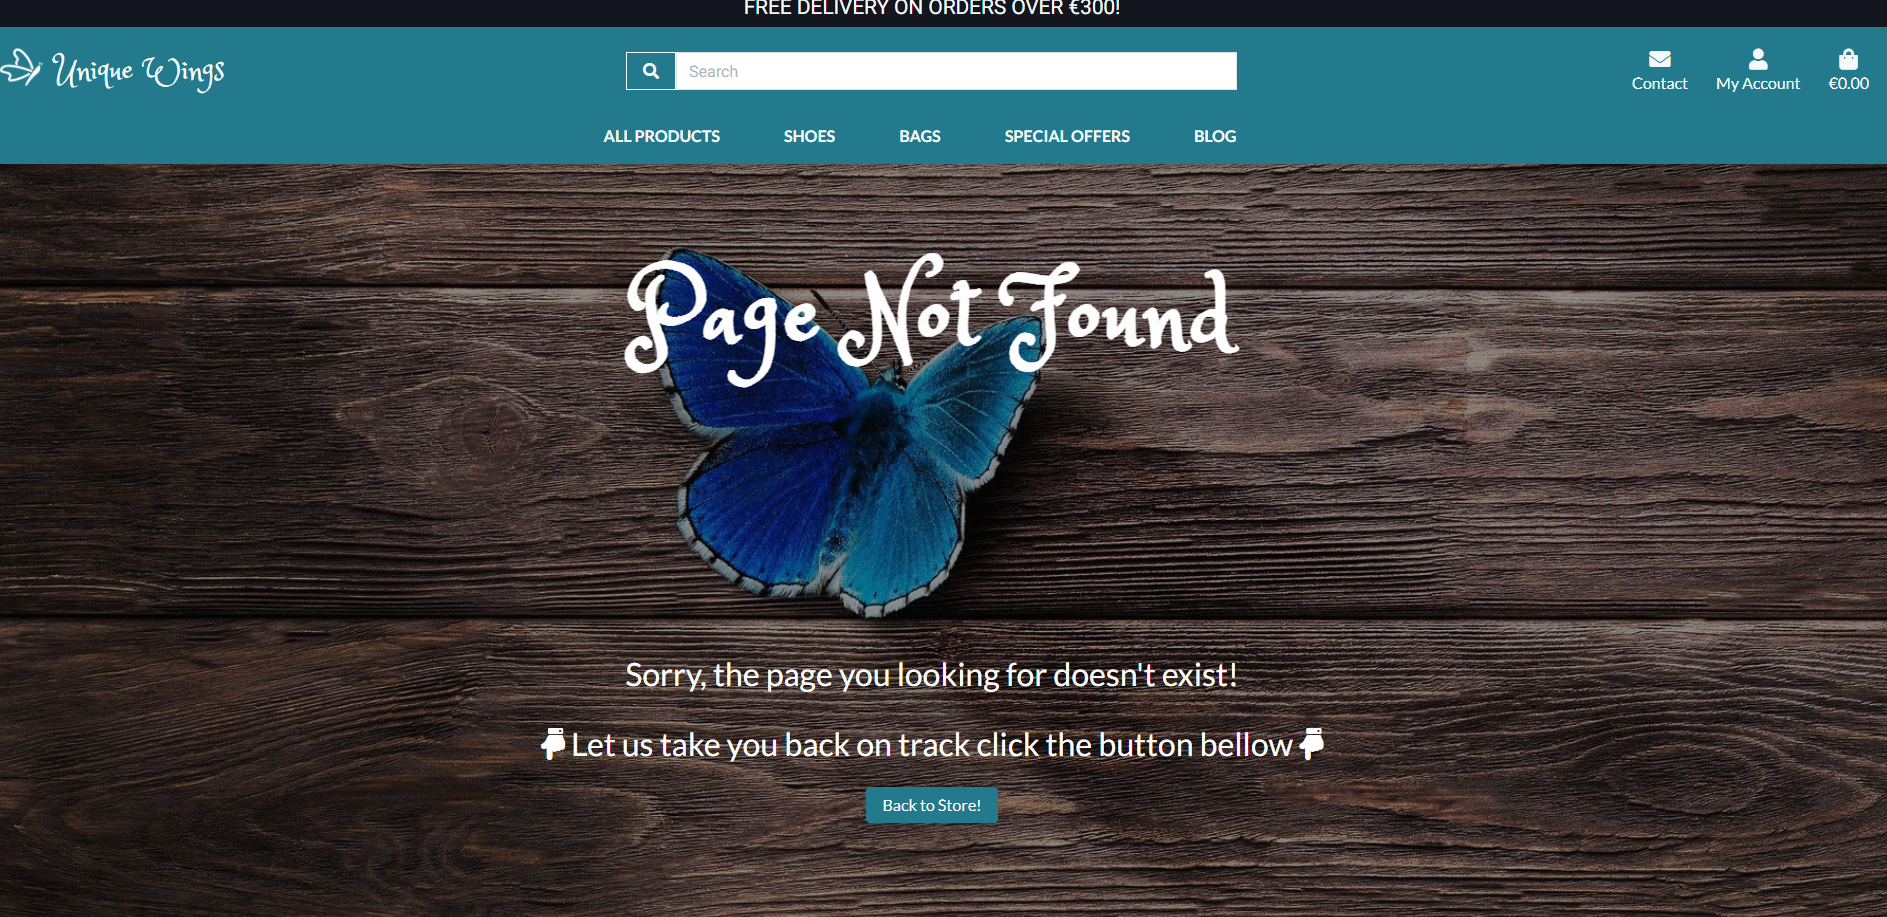 FREE DELIVERY ON ORDERS OVER €300!
Unique Wings
Search
Contact
My Account
€0.00
ALL PRODUCTS
SHOES
BAGS
SPECIAL OFFERS
BLOG
Page Not Found
Sorry, the page you looking for doesn't exist!
Let us take you back on track click the button bellow
Back to Store!